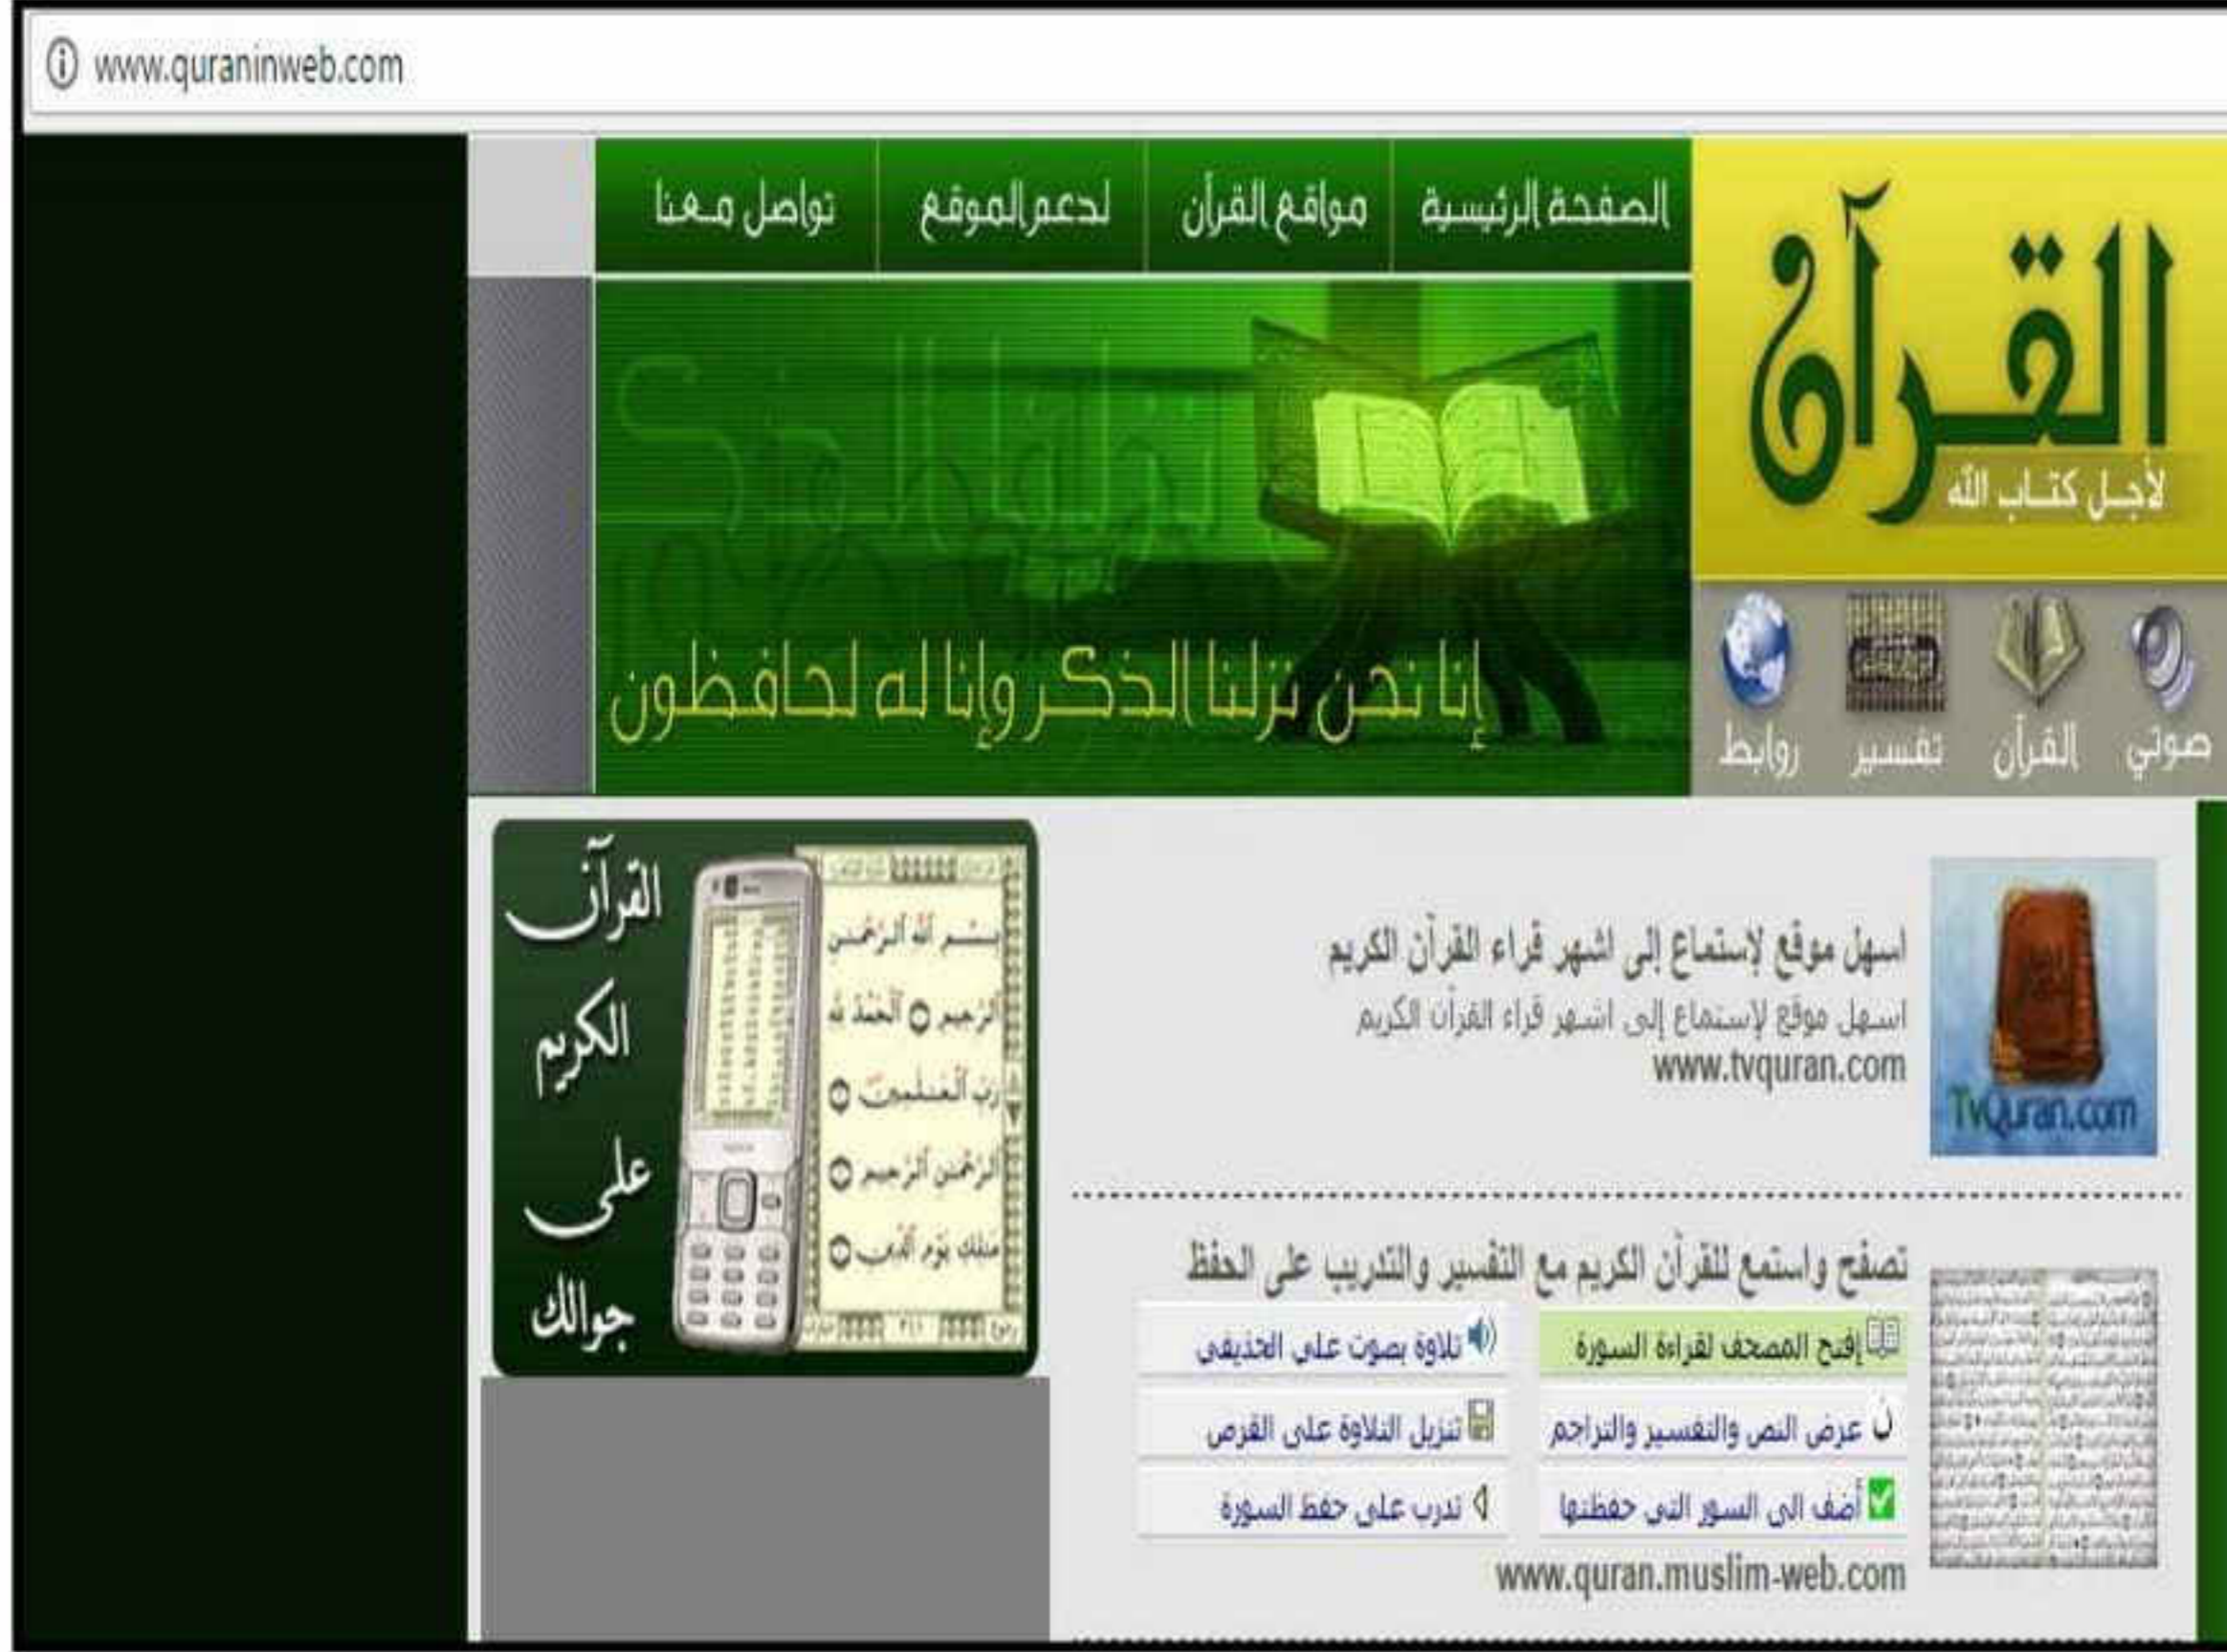 www.quraninweb.com
الصفحة الرئيسية
مواقع القرآن
لدعم الموقع
تواصل معنا
القرآن
لأجل كتاب الله
صوتي
القرآن
تفسير
روابط
إنا نحن نزلنا الذكر وإنا له لحافظون
القرآن
الكريم
على
جوالك
بسم الله الرحمن
الرحيم الحمد لله
رب العلمين
الرحمن الرحيم
ملك يوم الدين
اسهل موقع لإستماع إلى اشهر قراء القرآن الكريم
اسهل موقع لإستماع إلى اشهر قراء القرآن الكريم
www.tvquran.com
TvQuran.com
تصفح واستمع للقرآن الكريم مع التفسير والتدريب على الحفظ
إفتح المصحف لقراءة السورة
تلاوة بصوت على الحذيفى
عرض النص والتفسير والتراجم
تنزيل التلاوة على القرص
أضف الى السور التى حفظتها
تدرب على حفظ السورة
www.quran.muslim-web.com